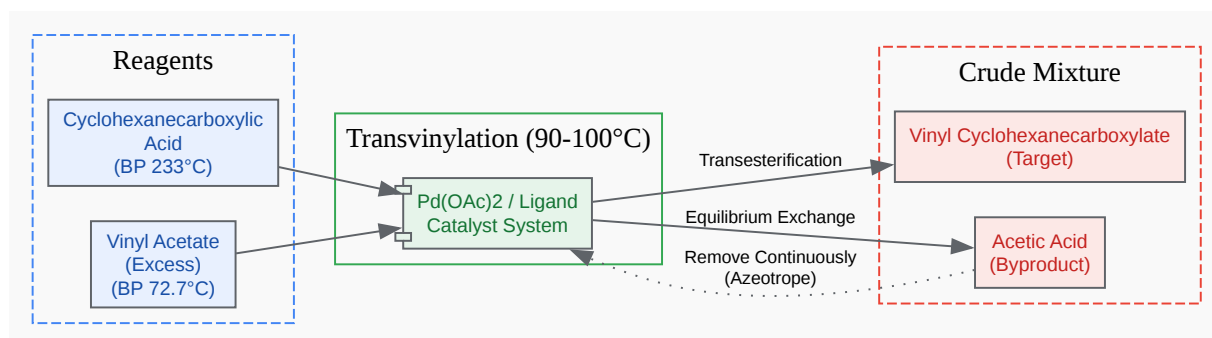 Reagents
Cyclohexanecarboxylic
Acid
(BP 233°C)
Vinyl Acetate
(Excess)
(BP 72.7°C)
Transvinylation (90-100°C)
Pd(OAc)2 / Ligand
Catalyst System
Transesterification
Equilibrium Exchange
Remove Continuously
(Azeotrope)
Crude Mixture
Vinyl Cyclohexanecarboxylate
(Target)
Acetic Acid
(Byproduct)